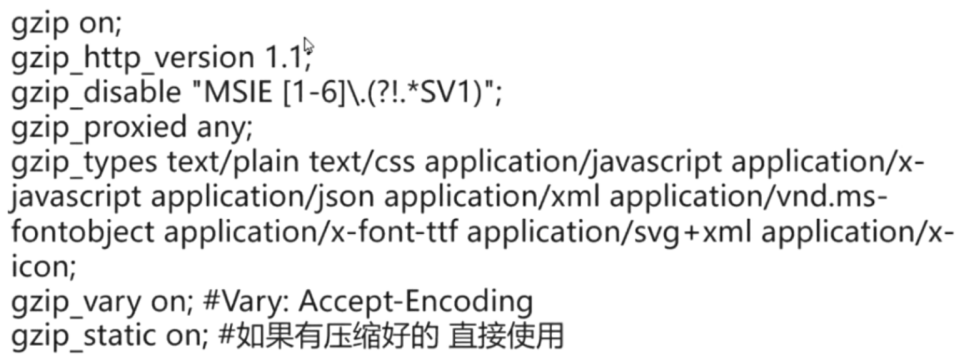 gzip on;
gzip_http_version 1.1;
gzip_disable "MSIE [1-6]\.(?!.*SV1)";
gzip_proxied any;
gzip_types text/plain text/css application/javascript application/x-
javascript application/json application/xml application/vnd.ms-
fontobject application/x-font-ttf application/svg+xml application/x-
icon;
gzip_vary on; #Vary: Accept-Encoding
gzip_static on; #如果有压缩好的 直接使用